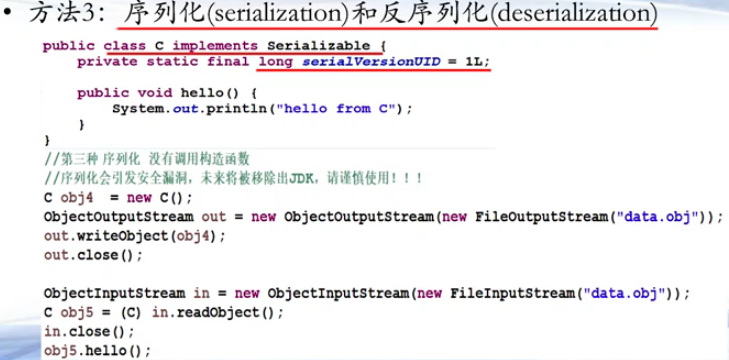 • 方法3：序列化(serialization)和反序列化(deserialization)
public class C implements Serializable {
    private static final long serialVersionUID = 1L;

    public void hello() {
        System.out.println("hello from C");
    }
}
//第三种 序列化  没有调用构造函数
//序列化会引发安全漏洞，未来将被移除出JDK，请谨慎使用！！！
C obj4  = new C();
ObjectOutputStream out = new ObjectOutputStream(new FileOutputStream("data.obj"));
out.writeObject(obj4);
out.close();

ObjectInputStream in = new ObjectInputStream(new FileInputStream("data.obj"));
C obj5 = (C) in.readObject();
in.close();
obj5.hello();